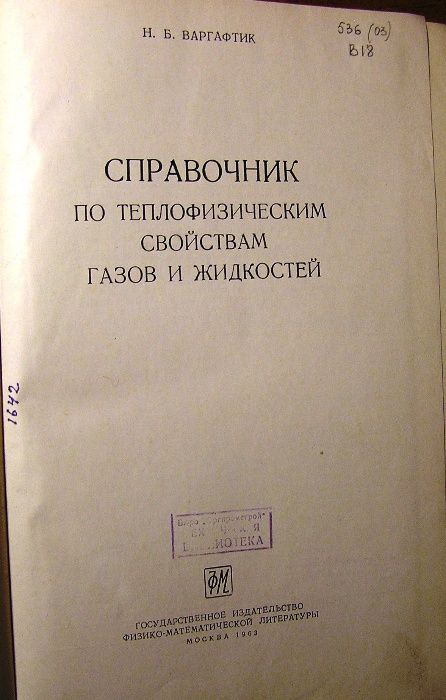 Н. Б. ВАРГАФТИК
536 (03)
В18
СПРАВОЧНИК
ПО ТЕПЛОФИЗИЧЕСКИМ
СВОЙСТВАМ
ГАЗОВ И ЖИДКОСТЕЙ
1642
ФМ
ГОСУДАРСТВЕННОЕ ИЗДАТЕЛЬСТВО
ФИЗИКО-МАТЕМАТИЧЕСКОЙ ЛИТЕРАТУРЫ
МОСКВА 1963